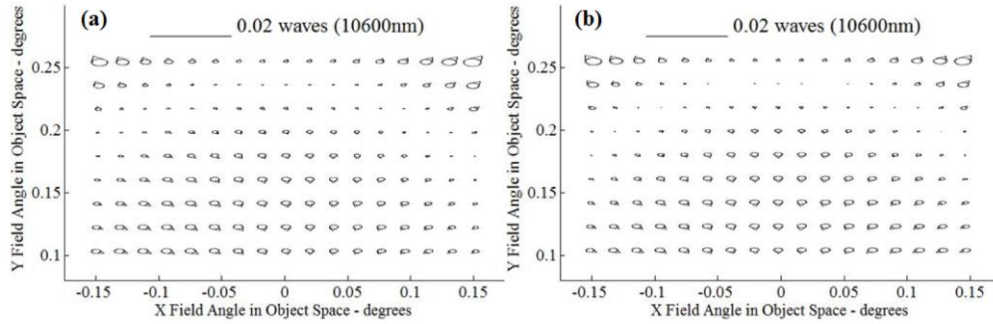 (a) 0.02 waves (10600nm)
Y Field Angle in Object Space - degrees
0.25
0.2
0.15
0.1
-0.15 -0.1 -0.05 0 0.05 0.1 0.15
X Field Angle in Object Space - degrees
(b) 0.02 waves (10600nm)
Y Field Angle in Object Space - degrees
0.25
0.2
0.15
0.1
-0.15 -0.1 -0.05 0 0.05 0.1 0.15
X Field Angle in Object Space - degrees